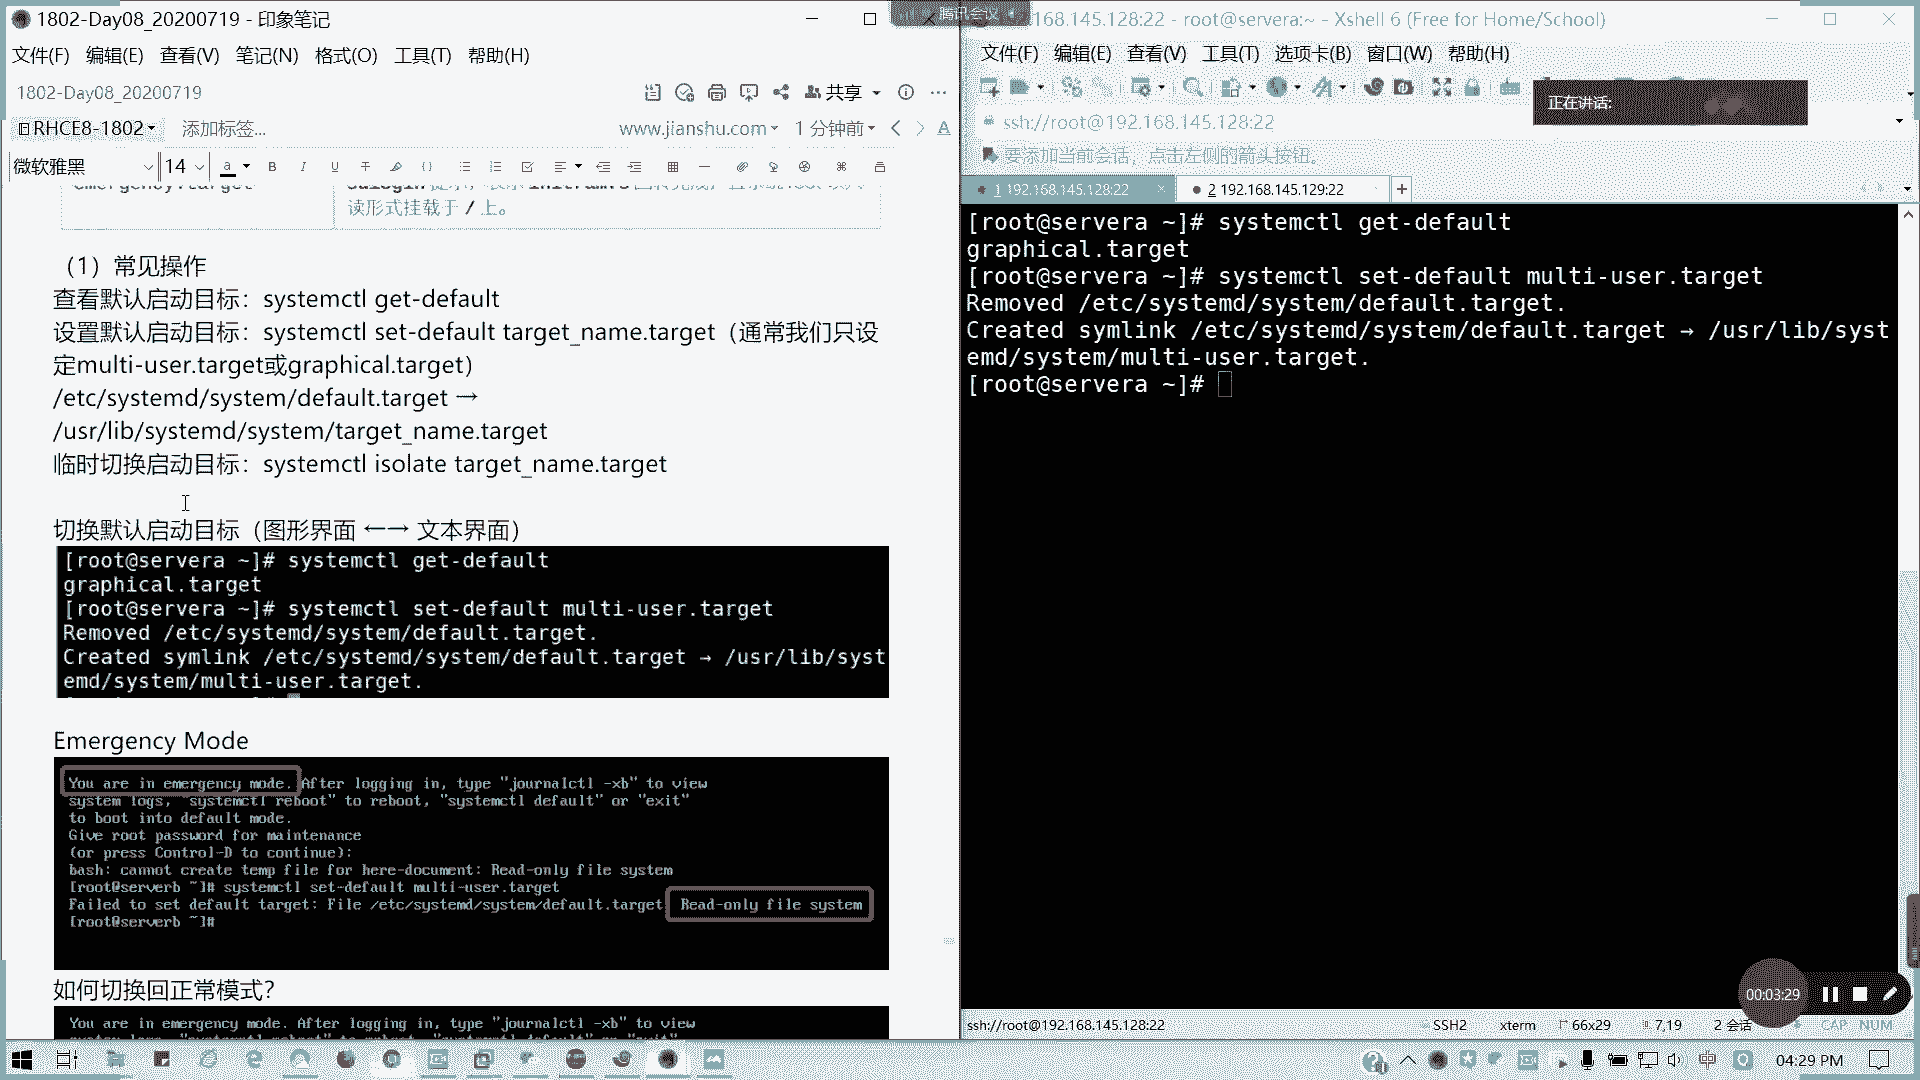 1802-Day08_20200719 - 印象笔记
文件(F) 编辑(E) 查看(V) 笔记(N) 格式(O) 工具(T) 帮助(H)
1802-Day08_20200719
共享
RHCE8-1802 添加标签...
www.jianshu.com 1 分钟前
微软雅黑 14
读形式挂载于 / 上。
（1）常见操作
查看默认启动目标：systemctl get-default
设置默认启动目标：systemctl set-default target_name.target（通常我们只设
定multi-user.target或graphical.target）
/etc/systemd/system/default.target →
/usr/lib/systemd/system/target_name.target
临时切换启动目标：systemctl isolate target_name.target
切换默认启动目标（图形界面 ←→ 文本界面）
[root@servera ~]# systemctl get-default
graphical.target
[root@servera ~]# systemctl set-default multi-user.target
Removed /etc/systemd/system/default.target.
Created symlink /etc/systemd/system/default.target → /usr/lib/syst
emd/system/multi-user.target.
Emergency Mode
You are in emergency mode. After logging in, type "journalctl -xb" to view
system logs, "systemctl reboot" to reboot, "systemctl default" or "exit"
to boot into default mode.
Give root password for maintenance
(or press Control-D to continue):
bash: cannot create temp file for here-document: Read-only file system
[root@serverb ~]# systemctl set-default multi-user.target
Failed to set default target: File /etc/systemd/system/default.target Read-only file system
[root@serverb ~]#
如何切换回正常模式？
You are in emergency mode. After logging in, type "journalctl -xb" to view
腾讯会议
168.145.128:22 - root@servera:~ - Xshell 6 (Free for Home/School)
文件(F) 编辑(E) 查看(V) 工具(T) 选项卡(B) 窗口(W) 帮助(H)
正在讲话:
ssh://root@192.168.145.128:22
要添加当前会话，点击左侧的箭头按钮。
1 192.168.145.128:22
2 192.168.145.129:22
[root@servera ~]# systemctl get-default
graphical.target
[root@servera ~]# systemctl set-default multi-user.target
Removed /etc/systemd/system/default.target.
Created symlink /etc/systemd/system/default.target → /usr/lib/syst
emd/system/multi-user.target.
[root@servera ~]#
00:03:29
ssh://root@192.168.145.128:22 SSH2 xterm 66x29 7,19 2 会话 CAP NUM
中 04:29 PM